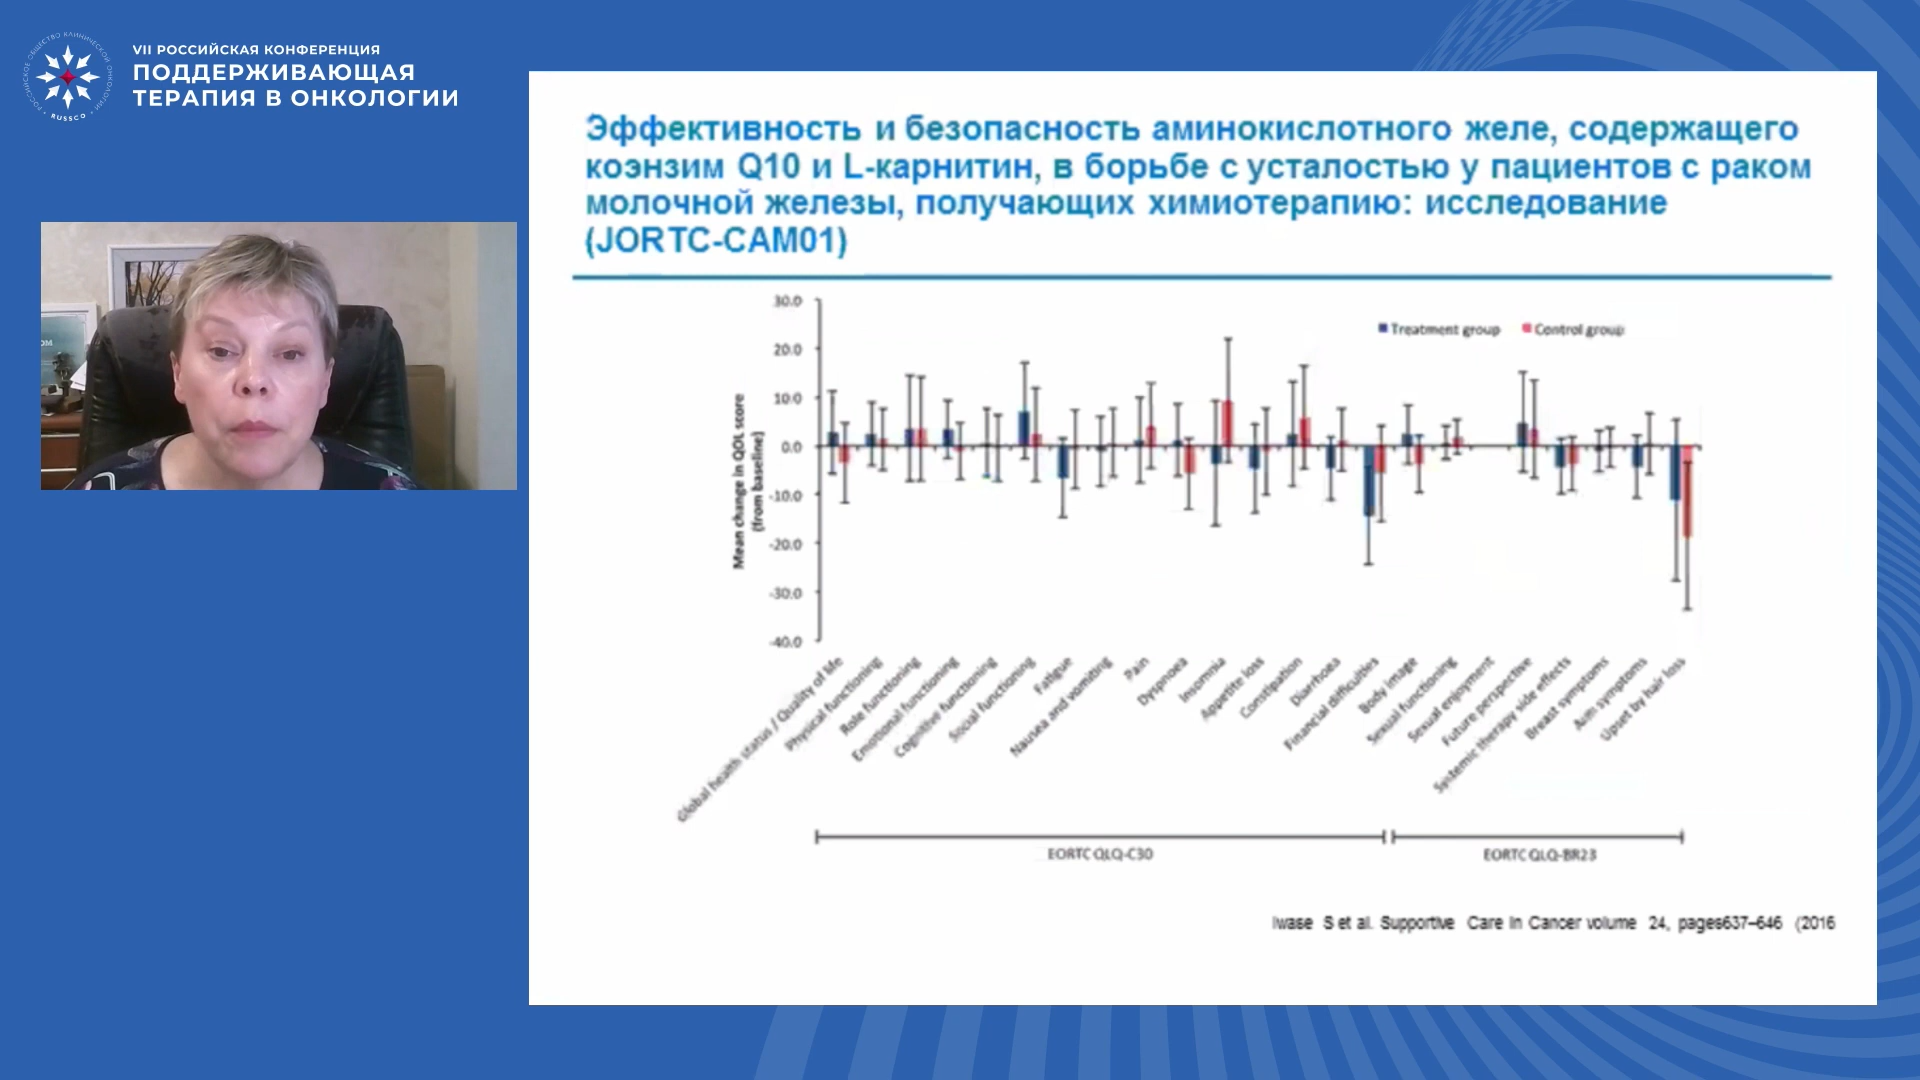 VII РОССИЙСКАЯ КОНФЕРЕНЦИЯ
ПОДДЕРЖИВАЮЩАЯ
ТЕРАПИЯ В ОНКОЛОГИИ
РОССИЙСКОЕ ОБЩЕСТВО КЛИНИЧЕСКОЙ ОНКОЛОГИИ
RUSSCO
Эффективность и безопасность аминокислотного желе, содержащего
коэнзим Q10 и L-карнитин, в борьбе с усталостью у пациентов с раком
молочной железы, получающих химиотерапию: исследование
(JORTC-CAM01)
Treatment group
Control group
Mean change in QOL score
(from baseline)
30.0
20.0
10.0
0.0
-10.0
-20.0
-30.0
-40.0
Global health status / Quality of life
Physical functioning
Role functioning
Emotional functioning
Cognitive functioning
Social functioning
Fatigue
Nausea and vomiting
Pain
Dyspnoea
Insomnia
Appetite loss
Constipation
Diarrhoea
Financial difficulties
Body image
Sexual functioning
Sexual enjoyment
Future perspective
Systemic therapy side effects
Breast symptoms
Arm symptoms
Upset by hair loss
EORTC QLQ-C30
EORTC QLQ-BR23
Iwase S et al. Supportive Care in Cancer volume 24, pages637–646 (2016